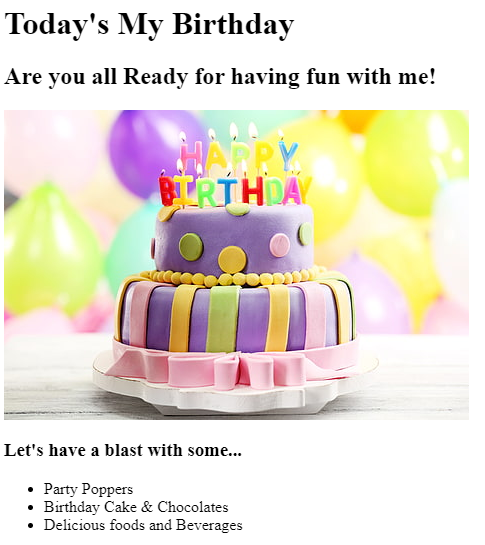 Today's My Birthday
Are you all Ready for having fun with me!
HAPPY
BIRTHDAY
Let's have a blast with some...
Party Poppers
Birthday Cake & Chocolates
Delicious foods and Beverages